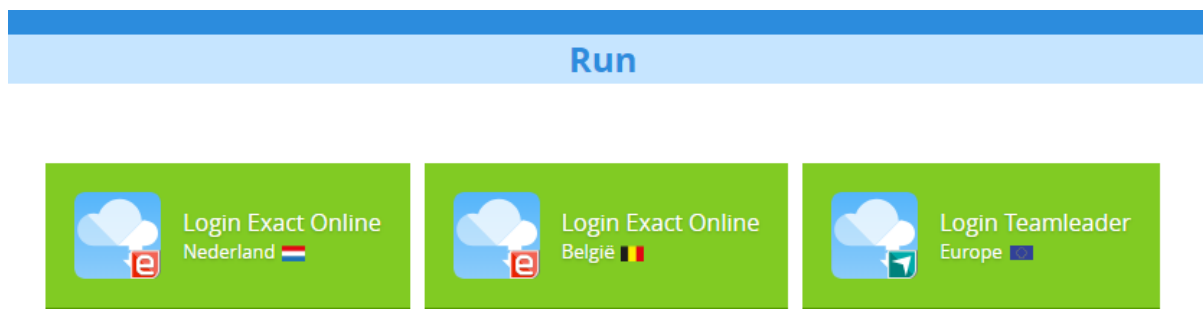 Run
Login Exact Online
Nederland
Login Exact Online
België
Login Teamleader
Europe